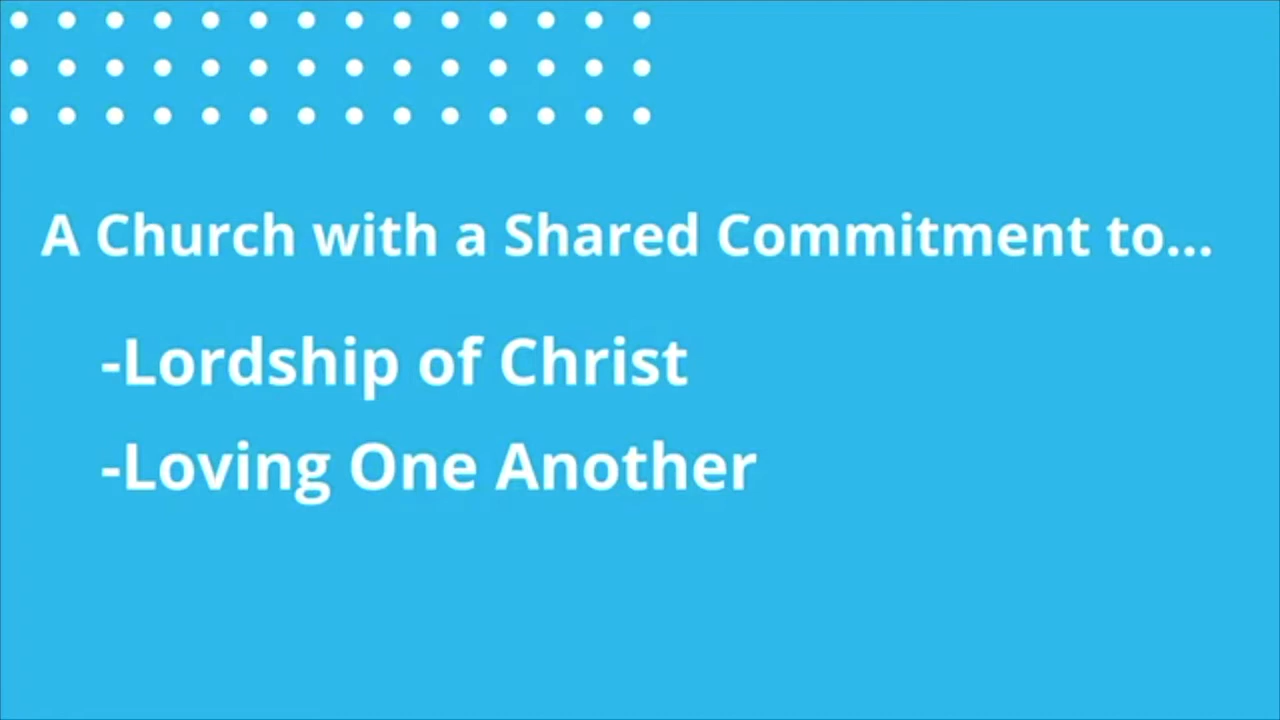 A Church with a Shared Commitment to...
-Lordship of Christ
-Loving One Another